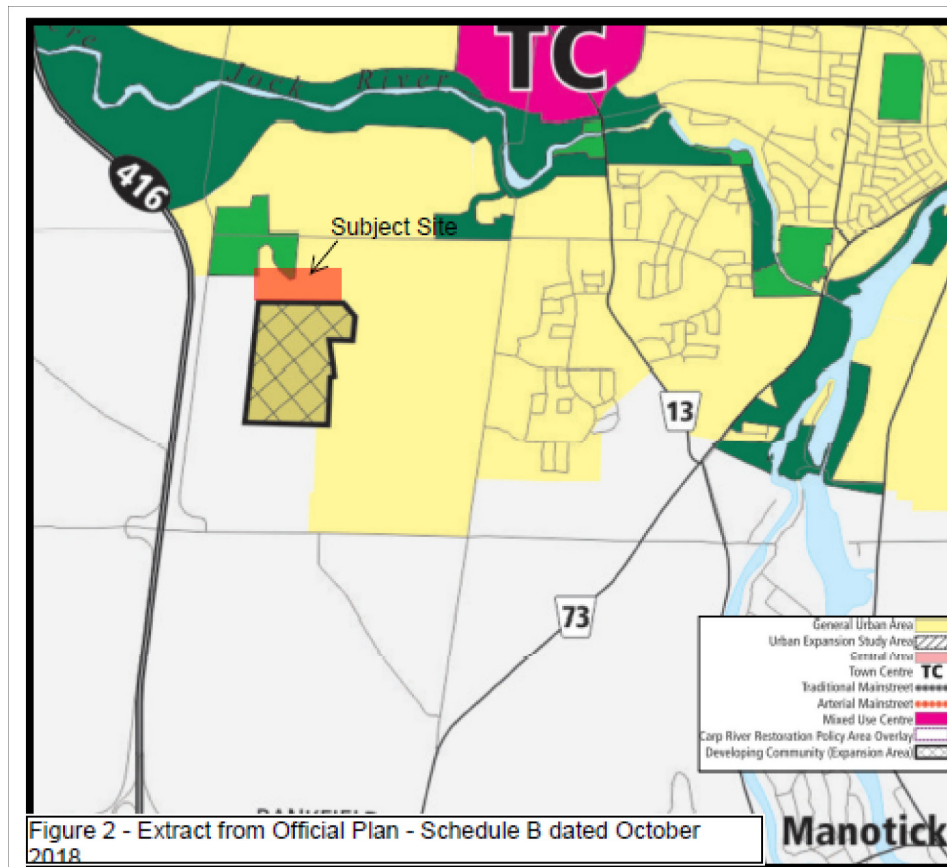 TC
Jock River
416
Subject Site
13
73
General Urban Area
Urban Expansion Study Area
Central Area
Town Centre TC
Traditional Mainstreet
Arterial Mainstreet
Mixed Use Centre
Carp River Restoration Policy Area Overlay
Developing Community (Expansion Area)
Manotick
Figure 2 - Extract from Official Plan - Schedule B dated October
2018